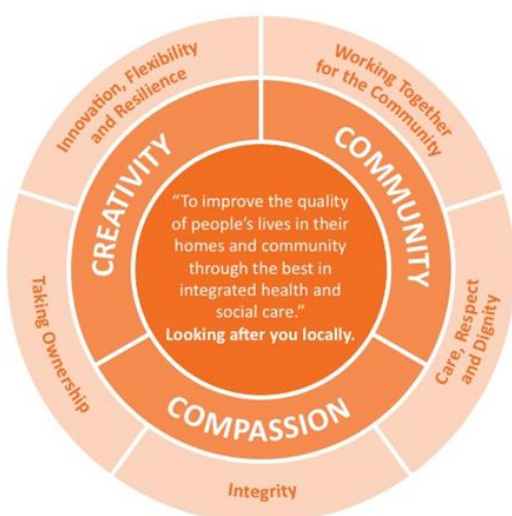 Innovation, Flexibility
and Resilience
Working Together
for the Community
CREATIVITY
COMMUNITY
“To improve the quality
of people’s lives in their
homes and community
through the best in
integrated health and
social care.”
Looking after you locally.
Taking Ownership
Care, Respect
and Dignity
COMPASSION
Integrity